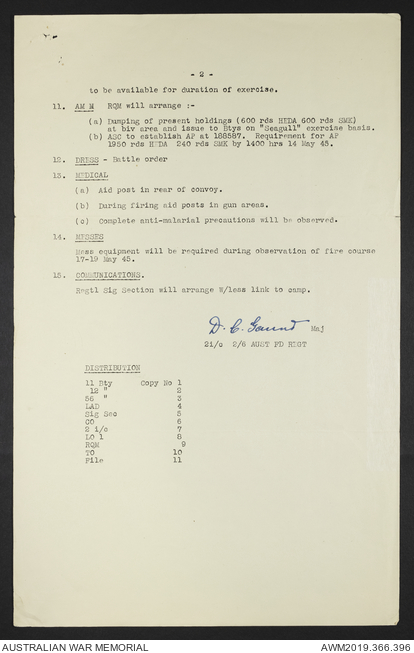 - 2 -
to be available for duration of exercise.
11. AM N RQM will arrange :-
(a) Dumping of present holdings (600 rds HEDA 600 rds SMK)
at biv area and issue to Btys on "Seagull" exercise basis.
(b) ASC to establish AP at 188587. Requirement for AP
1950 rds HEDA 240 rds SMK by 1400 hrs 14 May 45.
12. DRESS - Battle order
13. MEDICAL
(a) Aid post in rear of convoy.
(b) During firing aid posts in gun areas.
(c) Complete anti-malarial precautions will be observed.
14. MESSES
Mess equipment will be required during observation of fire course
17-19 May 45.
15. COMMUNICATIONS.
Regtl Sig Section will arrange W/less link to camp.
Maj
2i/c 2/6 AUST FD REGT
DISTRIBUTION
11 Bty Copy No 1
12 " 2
56 " 3
LAD 4
Sig Sec 5
CO 6
2 i/c 7
LO 1 8
RQM 9
TO 10
File 11
AUSTRALIAN WAR MEMORIAL
AWM2019.366.396